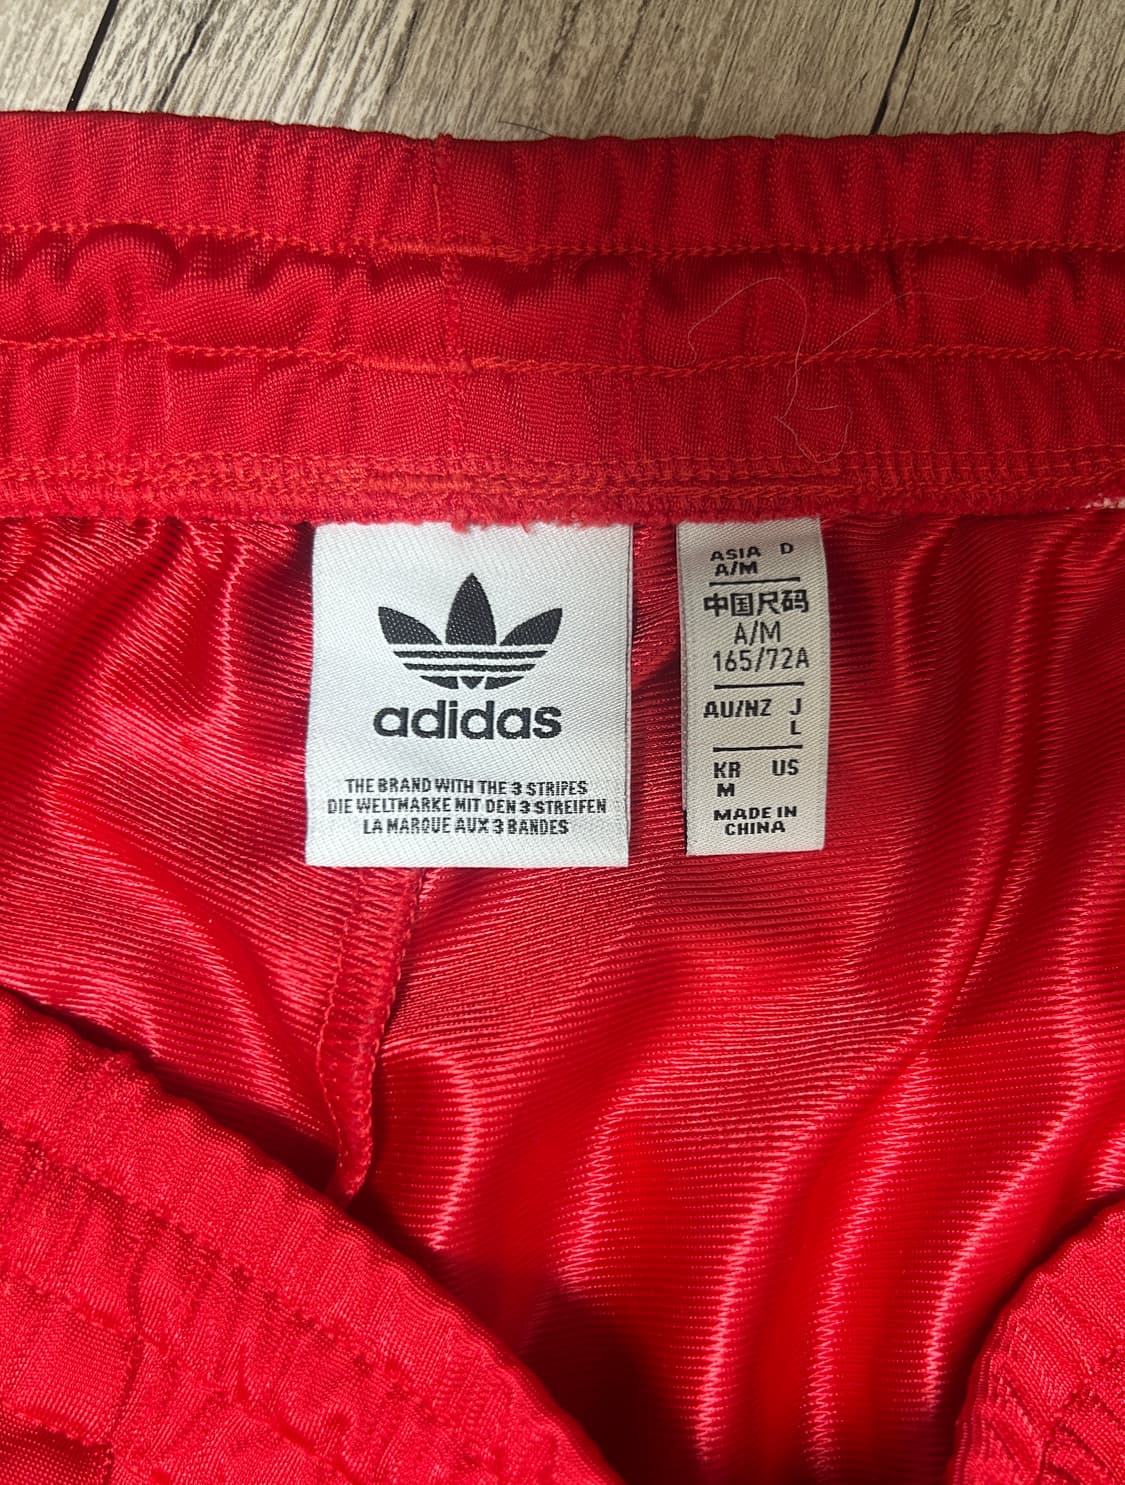 adidas
THE BRAND WITH THE 3 STRIPES
DIE WELTMARKE MIT DEN 3 STREIFEN
LA MARQUE AUX 3 BANDES
ASIA D
A/M
中国尺码
A/M
165/72A
AU/NZ J
L
KR US
M
MADE IN
CHINA